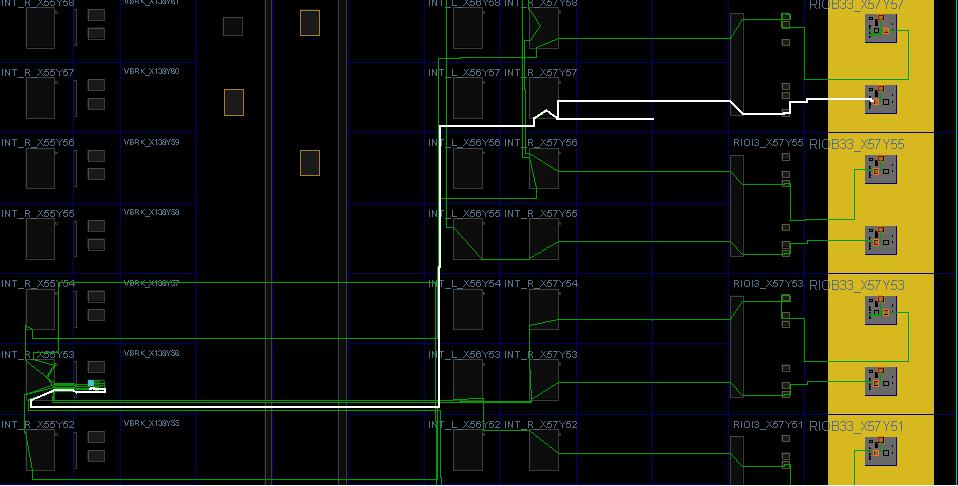 INT_R_X55Y58 VBRK_X138Y61 INT_L_X56Y58 INT_R_X57Y58 RIOB33_X57Y57
INT_R_X55Y57 VBRK_X138Y60 INT_L_X56Y57 INT_R_X57Y57
INT_R_X55Y56 VBRK_X138Y59 INT_L_X56Y56 INT_R_X57Y56 RIOI3_X57Y55 RIOB33_X57Y55
INT_R_X55Y55 VBRK_X138Y58 INT_L_X56Y55 INT_R_X57Y55
INT_R_X55Y54 VBRK_X138Y57 INT_L_X56Y54 INT_R_X57Y54 RIOI3_X57Y53 RIOB33_X57Y53
INT_R_X55Y53 VBRK_X138Y56 INT_L_X56Y53 INT_R_X57Y53
INT_R_X55Y52 VBRK_X138Y55 INT_L_X56Y52 INT_R_X57Y52 RIOI3_X57Y51 RIOB33_X57Y51